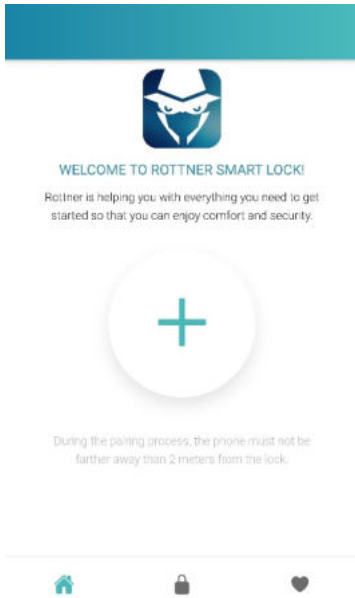 WELCOME TO ROTTNER SMART LOCK!
Rottner is helping you with everything you need to get
started so that you can enjoy comfort and security.
During the pairing process, the phone must not be
farther away than 2 meters from the lock.